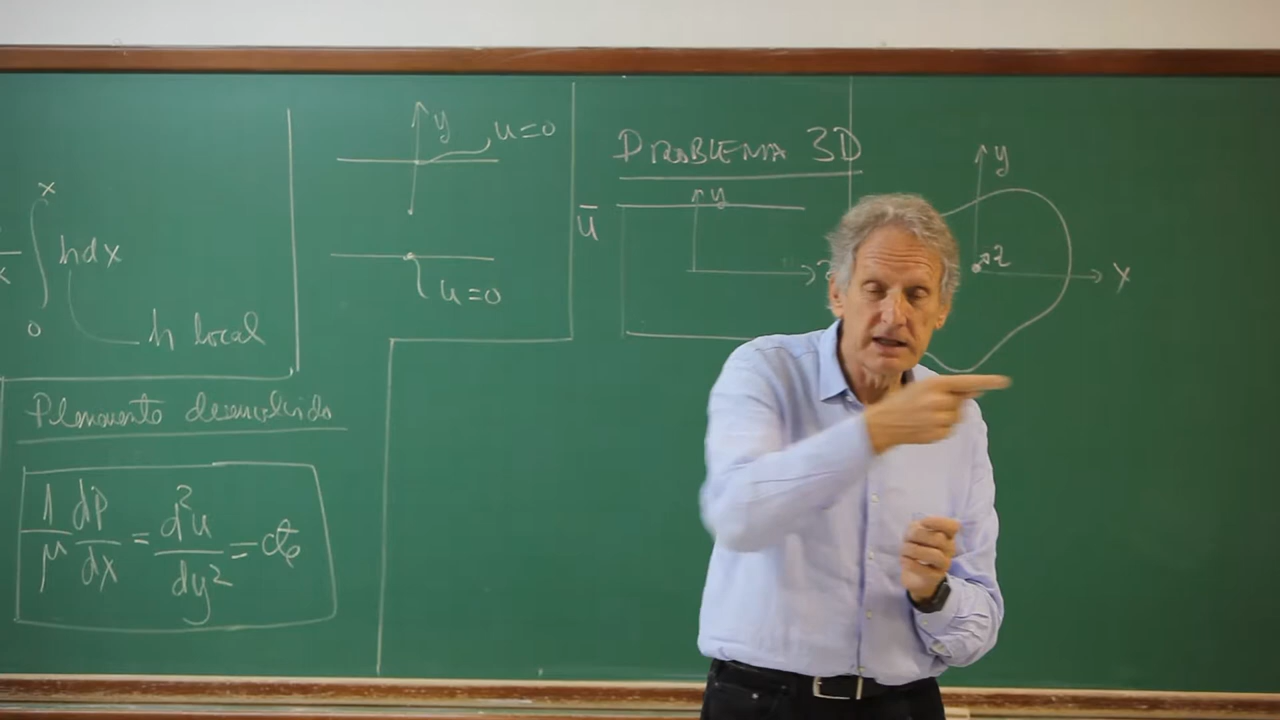 x
∫ h dx
0
h local
Plenamente desenvolvido
1/μ dP/dx = d²u/dy² = cte
y
u=0
u=0
PROBLEMA 3D
ū
y
y
z
x